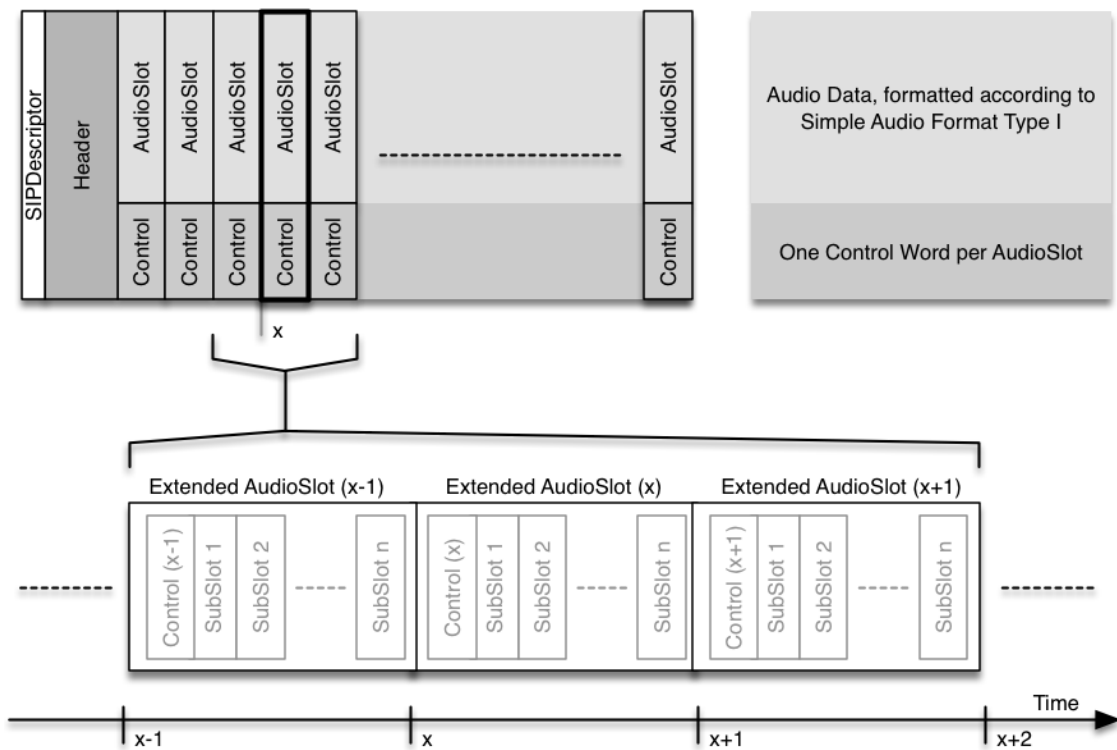 SIPDescriptor
Header
AudioSlot
AudioSlot
AudioSlot
AudioSlot
AudioSlot
AudioSlot
Control
Control
Control
Control
Control
Control
Audio Data, formatted according to
Simple Audio Format Type I
One Control Word per AudioSlot
x
Extended AudioSlot (x-1)
Extended AudioSlot (x)
Extended AudioSlot (x+1)
Control (x-1)
SubSlot 1
SubSlot 2
SubSlot n
Control (x)
SubSlot 1
SubSlot 2
SubSlot n
Control (x+1)
SubSlot 1
SubSlot 2
SubSlot n
Time
x-1
x
x+1
x+2